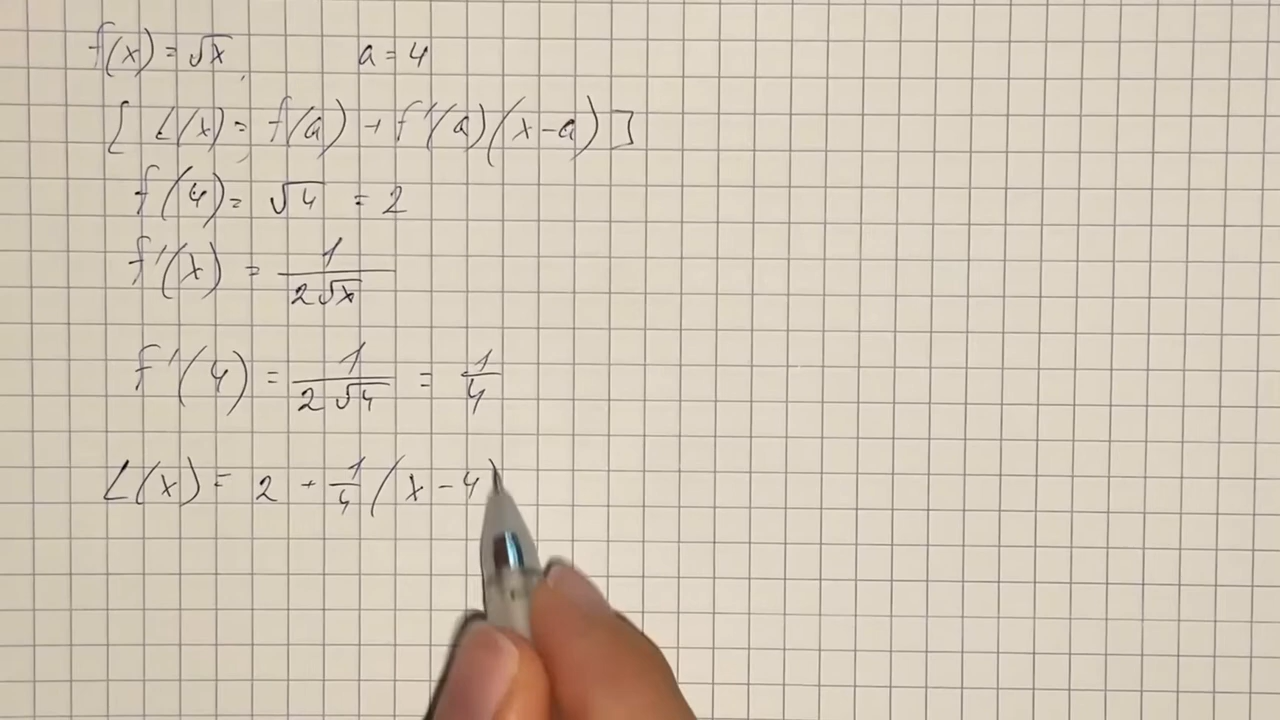 f(x) = √x, a = 4
[ L(x) = f(a) + f'(a)(x-a) ]
f(4) = √4 = 2
f'(x) = 1/(2√x)
f'(4) = 1/(2√4) = 1/4
L(x) = 2 + 1/4 (x-4)